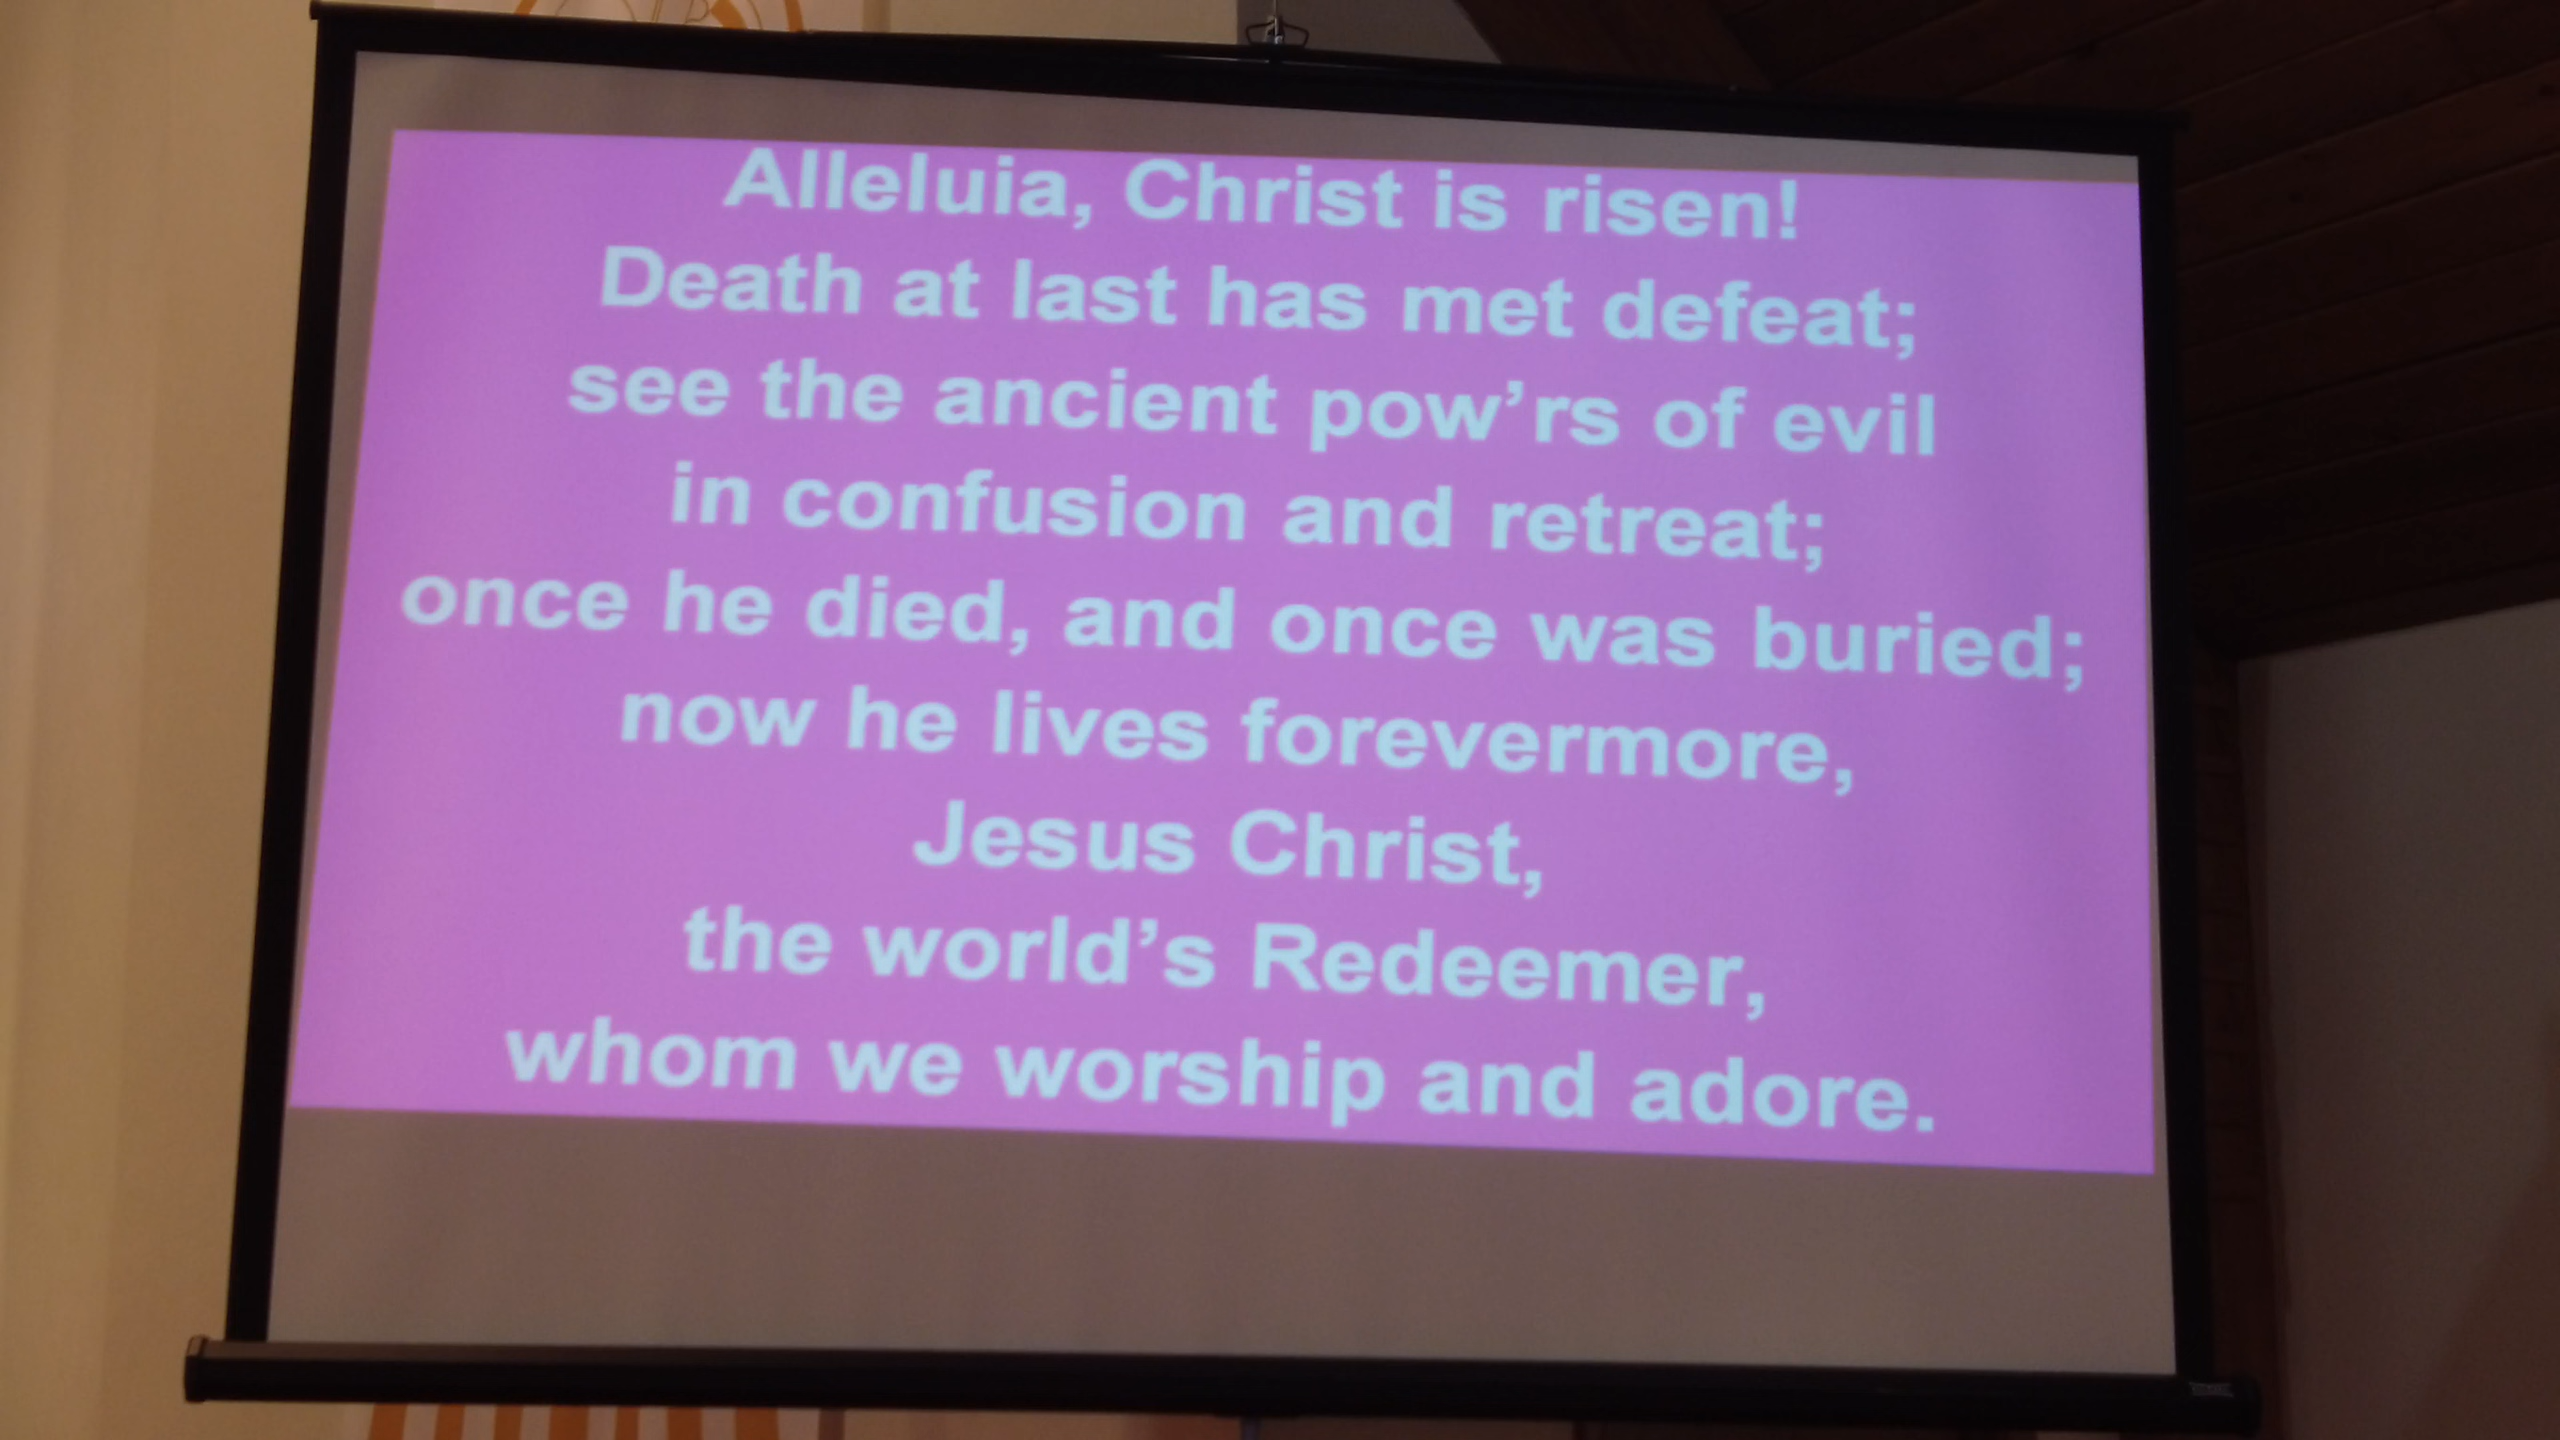 Alleluia, Christ is risen!
Death at last has met defeat;
see the ancient pow’rs of evil
in confusion and retreat;
once he died, and once was buried;
now he lives forevermore,
Jesus Christ,
the world’s Redeemer,
whom we worship and adore.